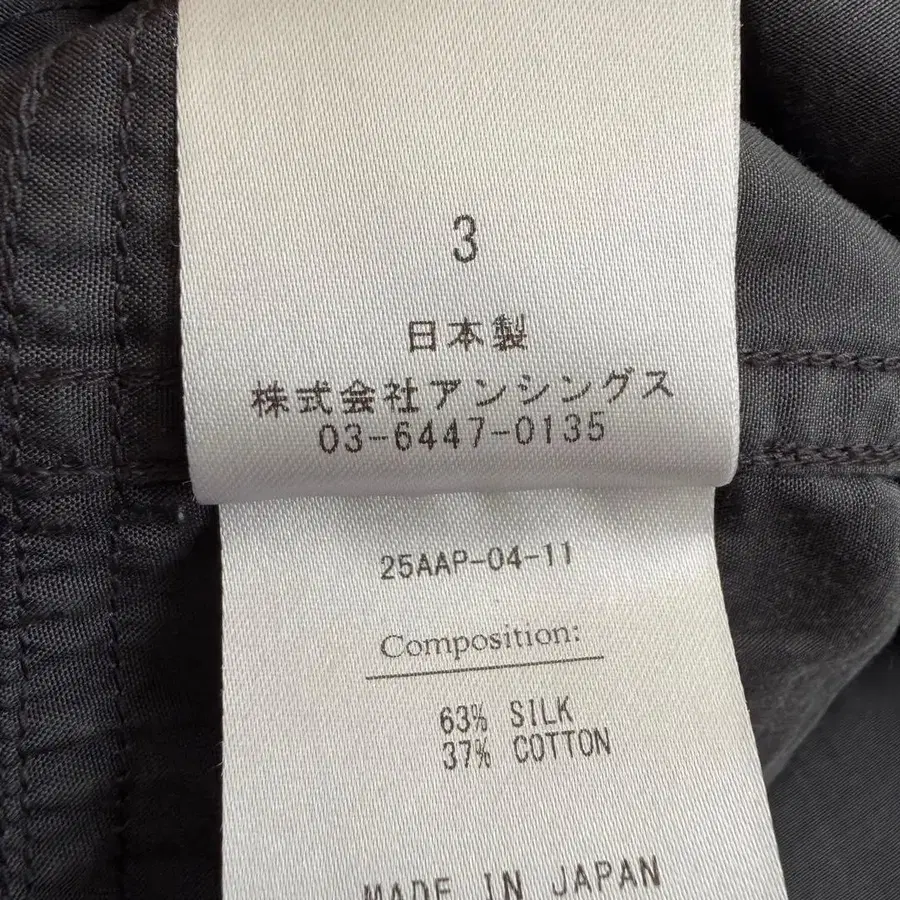 3
日本製
株式会社アンシングス
03-6447-0135
25AAP-04-11
Composition:
63% SILK
37% COTTON
MADE IN JAPAN